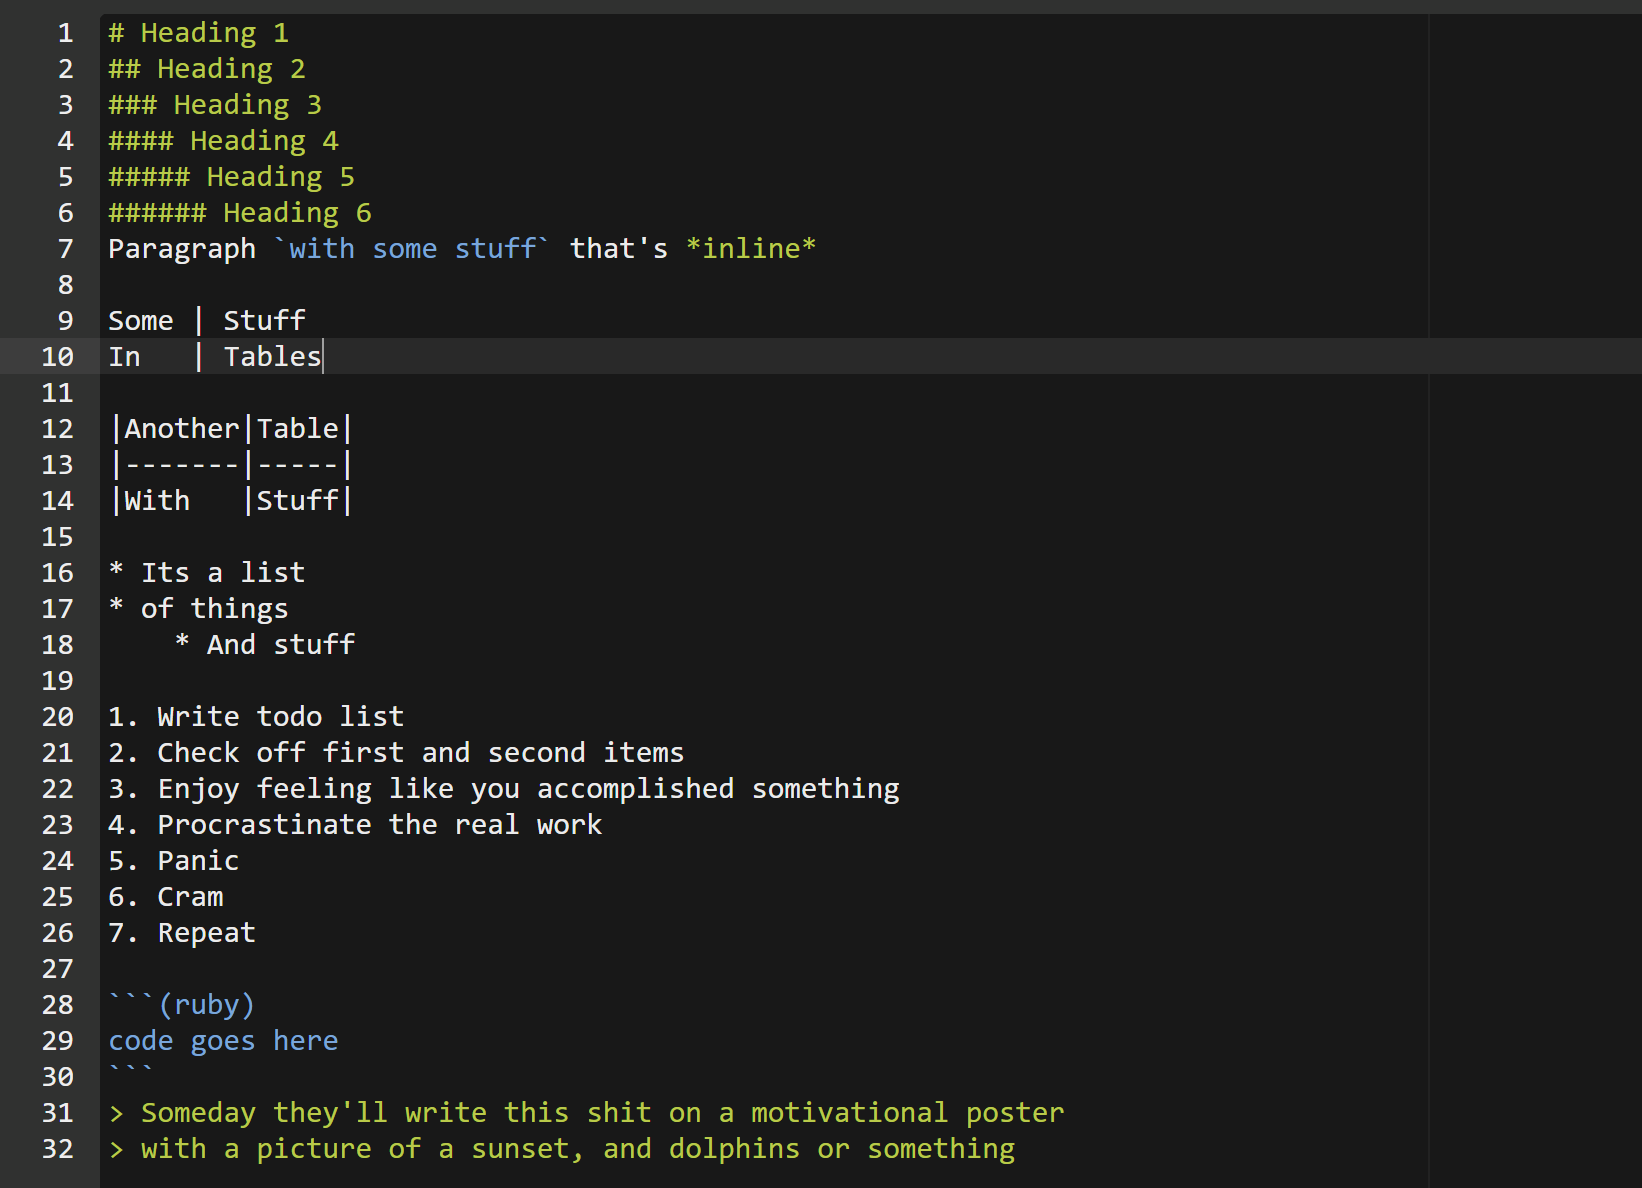 1 # Heading 1
2 ## Heading 2
3 ### Heading 3
4 #### Heading 4
5 ##### Heading 5
6 ###### Heading 6
7 Paragraph `with some stuff` that's *inline*
8
9 Some | Stuff
10 In   | Tables
11
12 |Another|Table|
13 |-------|-----|
14 |With   |Stuff|
15
16 * Its a list
17 * of things
18     * And stuff
19
20 1. Write todo list
21 2. Check off first and second items
22 3. Enjoy feeling like you accomplished something
23 4. Procrastinate the real work
24 5. Panic
25 6. Cram
26 7. Repeat
27
28 ```(ruby)
29 code goes here
30 ```
31 > Someday they'll write this shit on a motivational poster
32 > with a picture of a sunset, and dolphins or something